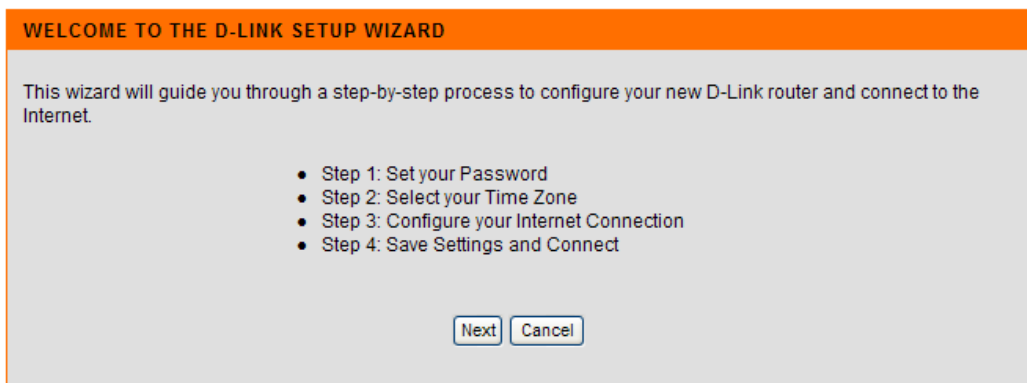 WELCOME TO THE D-LINK SETUP WIZARD
This wizard will guide you through a step-by-step process to configure your new D-Link router and connect to the
Internet.
● Step 1: Set your Password
● Step 2: Select your Time Zone
● Step 3: Configure your Internet Connection
● Step 4: Save Settings and Connect
Next Cancel